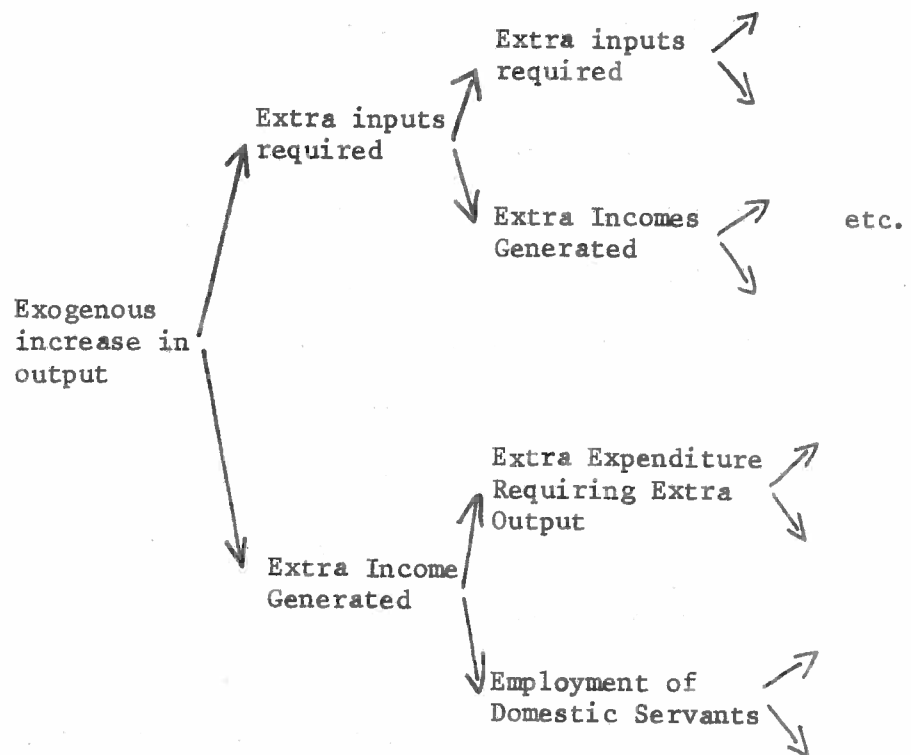 Extra inputs
required
Extra inputs
required
Extra Incomes
Generated
etc.
Exogenous
increase in
output
Extra Expenditure
Requiring Extra
Output
Extra Income
Generated
Employment of
Domestic Servants